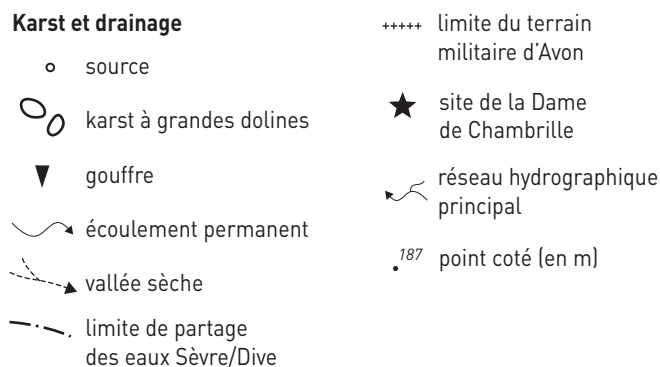 Karst et drainage
source
karst à grandes dolines
gouffre
écoulement permanent
vallée sèche
limite de partage
des eaux Sèvre/Dive
limite du terrain
militaire d'Avon
site de la Dame
de Chambrille
réseau hydrographique
principal
187 point coté (en m)